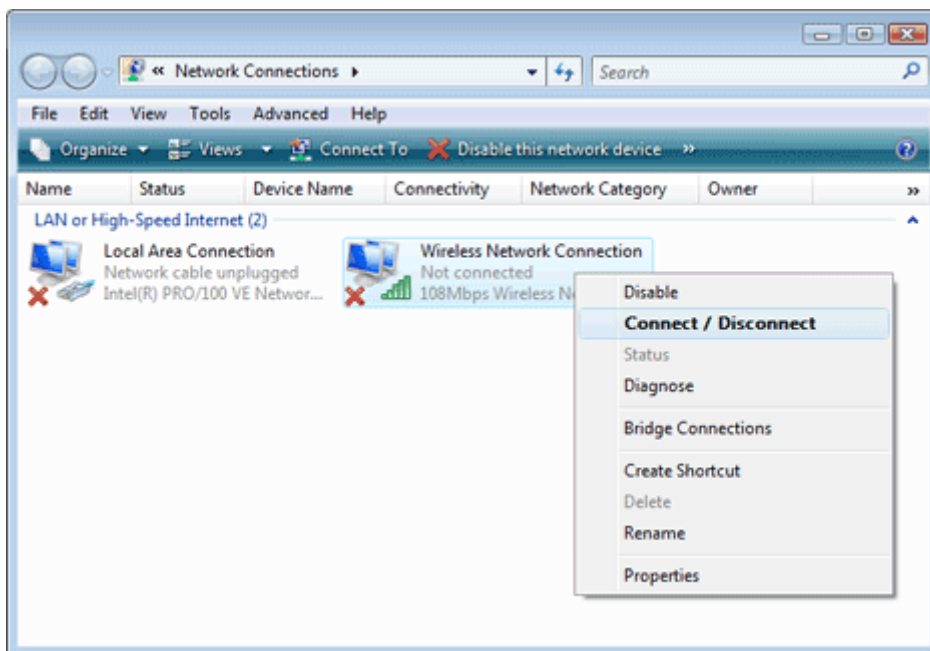 « Network Connections ▸
Search
File Edit View Tools Advanced Help
Organize Views Connect To Disable this network device »
Name Status Device Name Connectivity Network Category Owner »
LAN or High-Speed Internet (2)
Local Area Connection
Network cable unplugged
Intel(R) PRO/100 VE Networ...
Wireless Network Connection
Not connected
108Mbps Wireless
Disable
Connect / Disconnect
Status
Diagnose
Bridge Connections
Create Shortcut
Delete
Rename
Properties